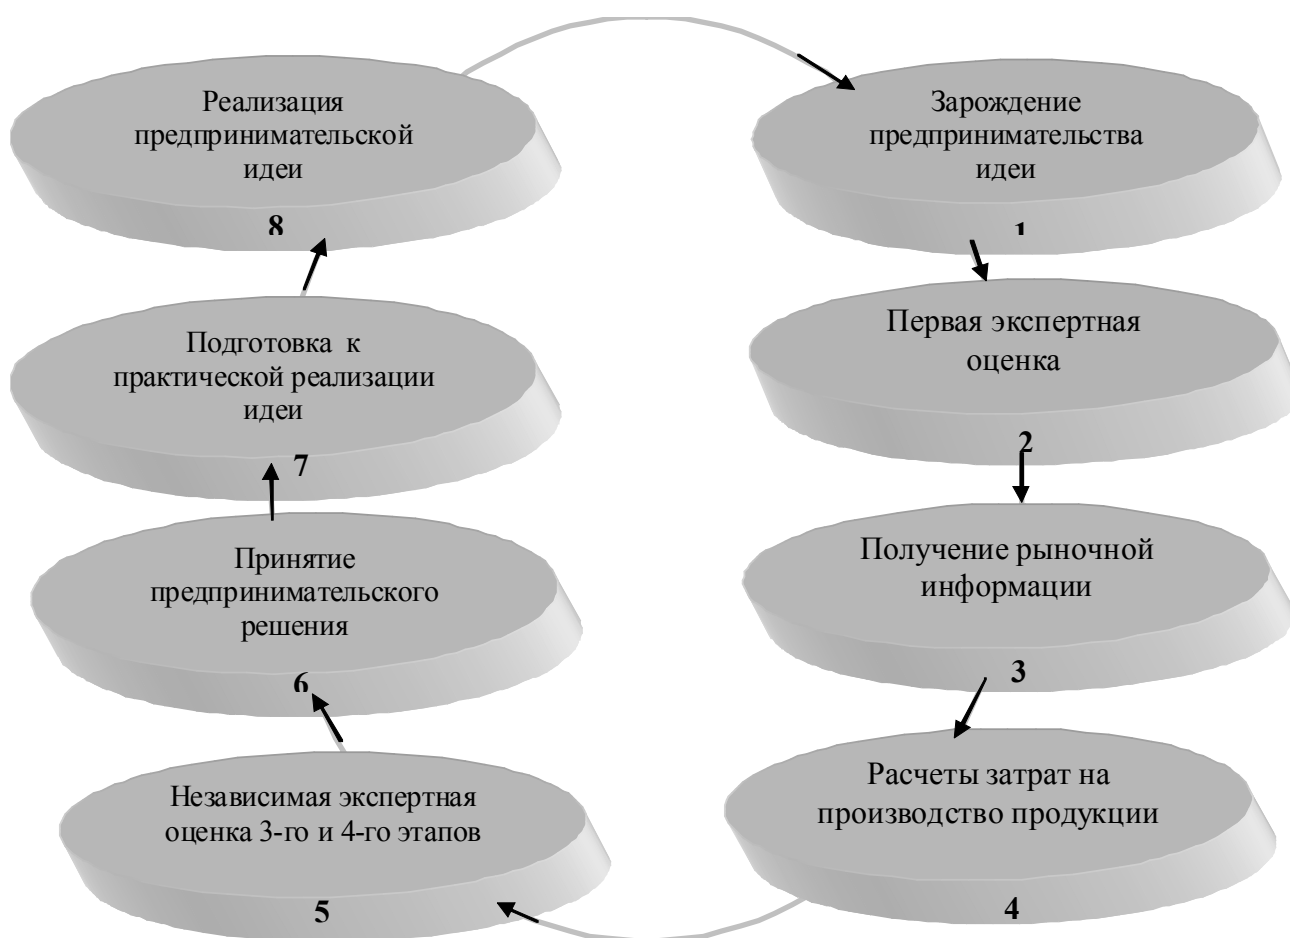 Зарождение
предпринимательства
идеи
1
Первая экспертная
оценка
2
Получение рыночной
информации
3
Расчеты затрат на
производство продукции
4
Независимая экспертная
оценка 3-го и 4-го этапов
5
Принятие
предпринимательского
решения
6
Подготовка к
практической реализации
идеи
7
Реализация
предпринимательской
идеи
8